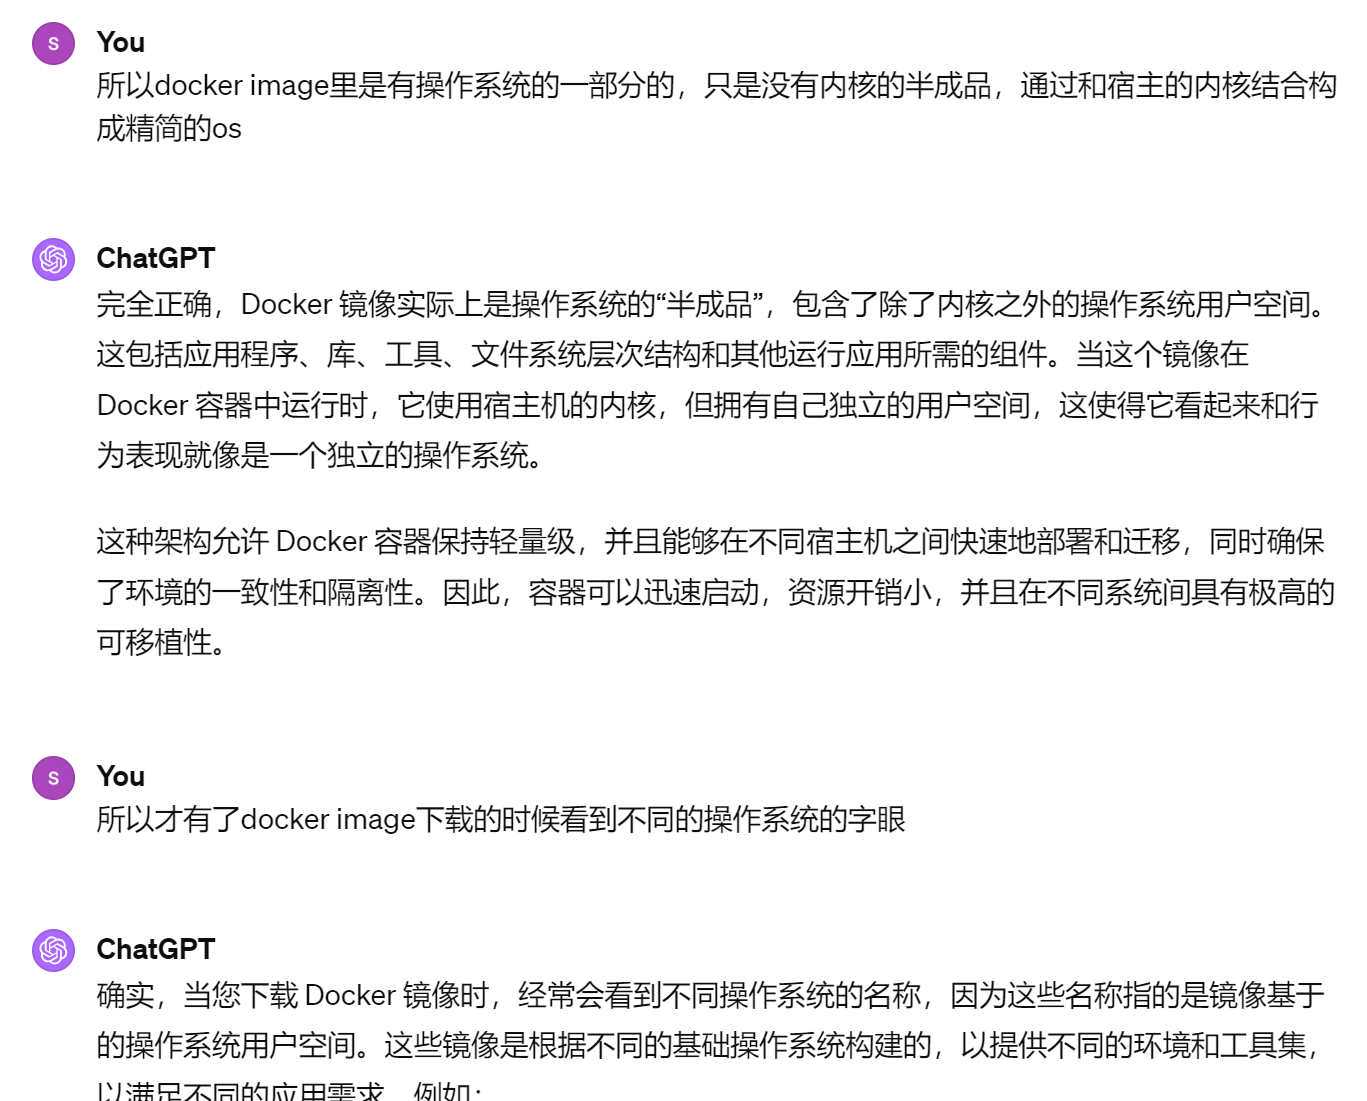 S
You
所以docker image里是有操作系统的一部分的，只是没有内核的半成品，通过和宿主的内核结合构
成精简的os
ChatGPT
完全正确，Docker 镜像实际上是操作系统的“半成品”，包含了除了内核之外的操作系统用户空间。
这包括应用程序、库、工具、文件系统层次结构和其他运行应用所需的组件。当这个镜像在
Docker 容器中运行时，它使用宿主机的内核，但拥有自己独立的用户空间，这使得它看起来和行
为表现就像是一个独立的操作系统。
这种架构允许 Docker 容器保持轻量级，并且能够在不同宿主机之间快速地部署和迁移，同时确保
了环境的一致性和隔离性。因此，容器可以迅速启动，资源开销小，并且在不同系统间具有极高的
可移植性。
S
You
所以才有了docker image下载的时候看到不同的操作系统的字眼
ChatGPT
确实，当您下载 Docker 镜像时，经常会看到不同操作系统的名称，因为这些名称指的是镜像基于
的操作系统用户空间。这些镜像是根据不同的基础操作系统构建的，以提供不同的环境和工具集，
以满足不同的应用需求。例如：